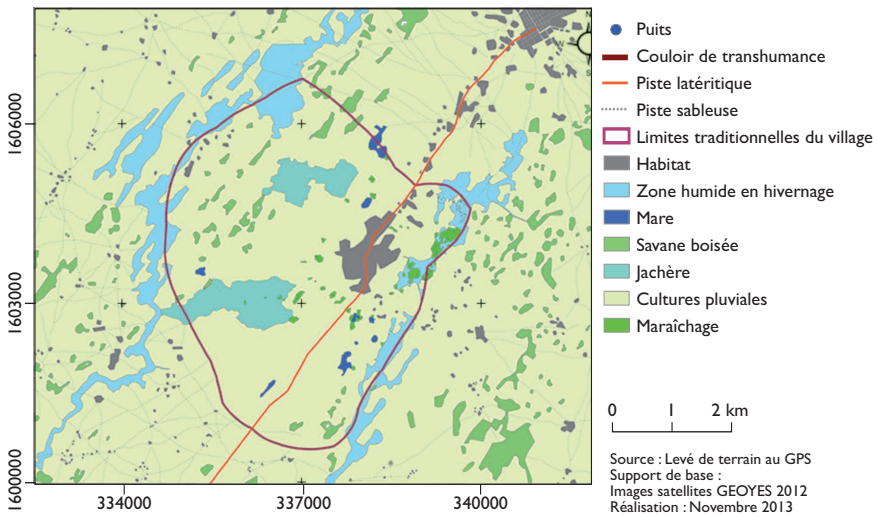 Puits
Couloir de transhumance
Piste latéritique
Piste sableuse
Limites traditionnelles du village
Habitat
Zone humide en hivernage
Mare
Savane boisée
Jachère
Cultures pluviales
Maraîchage
0 1 2 km
Source : Levé de terrain au GPS
Support de base :
Images satellites GEOYES 2012
Réalisation : Novembre 2013
1606000
1603000
1600000
334000 337000 340000